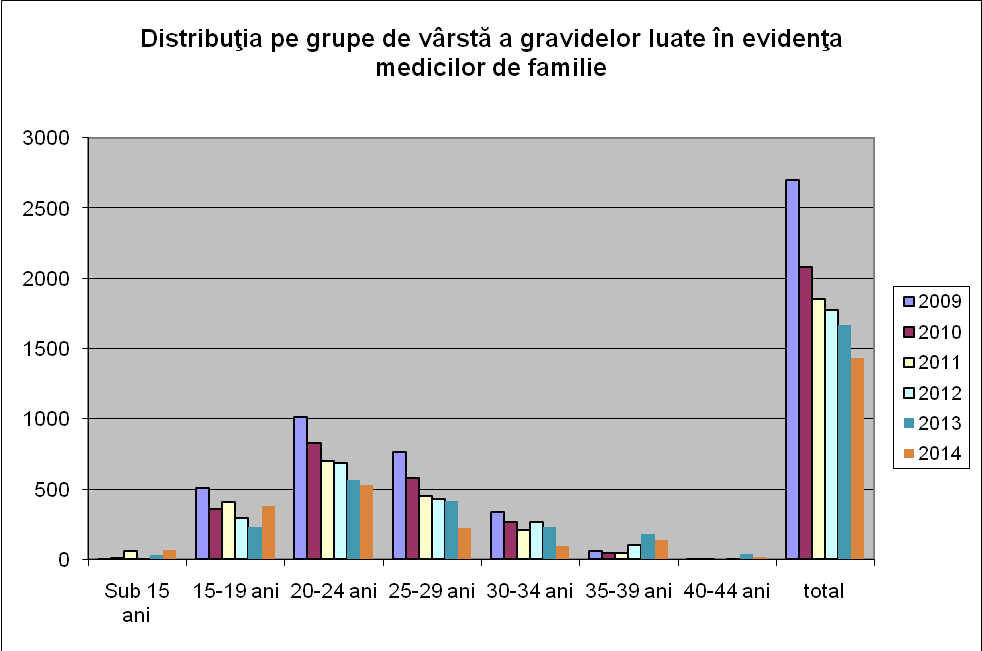 Distribuţia pe grupe de vârstă a gravidelor luate în evidenţa
medicilor de familie
3000
2500
2000
1500
1000
500
0
Sub 15 ani
15-19 ani
20-24 ani
25-29 ani
30-34 ani
35-39 ani
40-44 ani
total
2009
2010
2011
2012
2013
2014